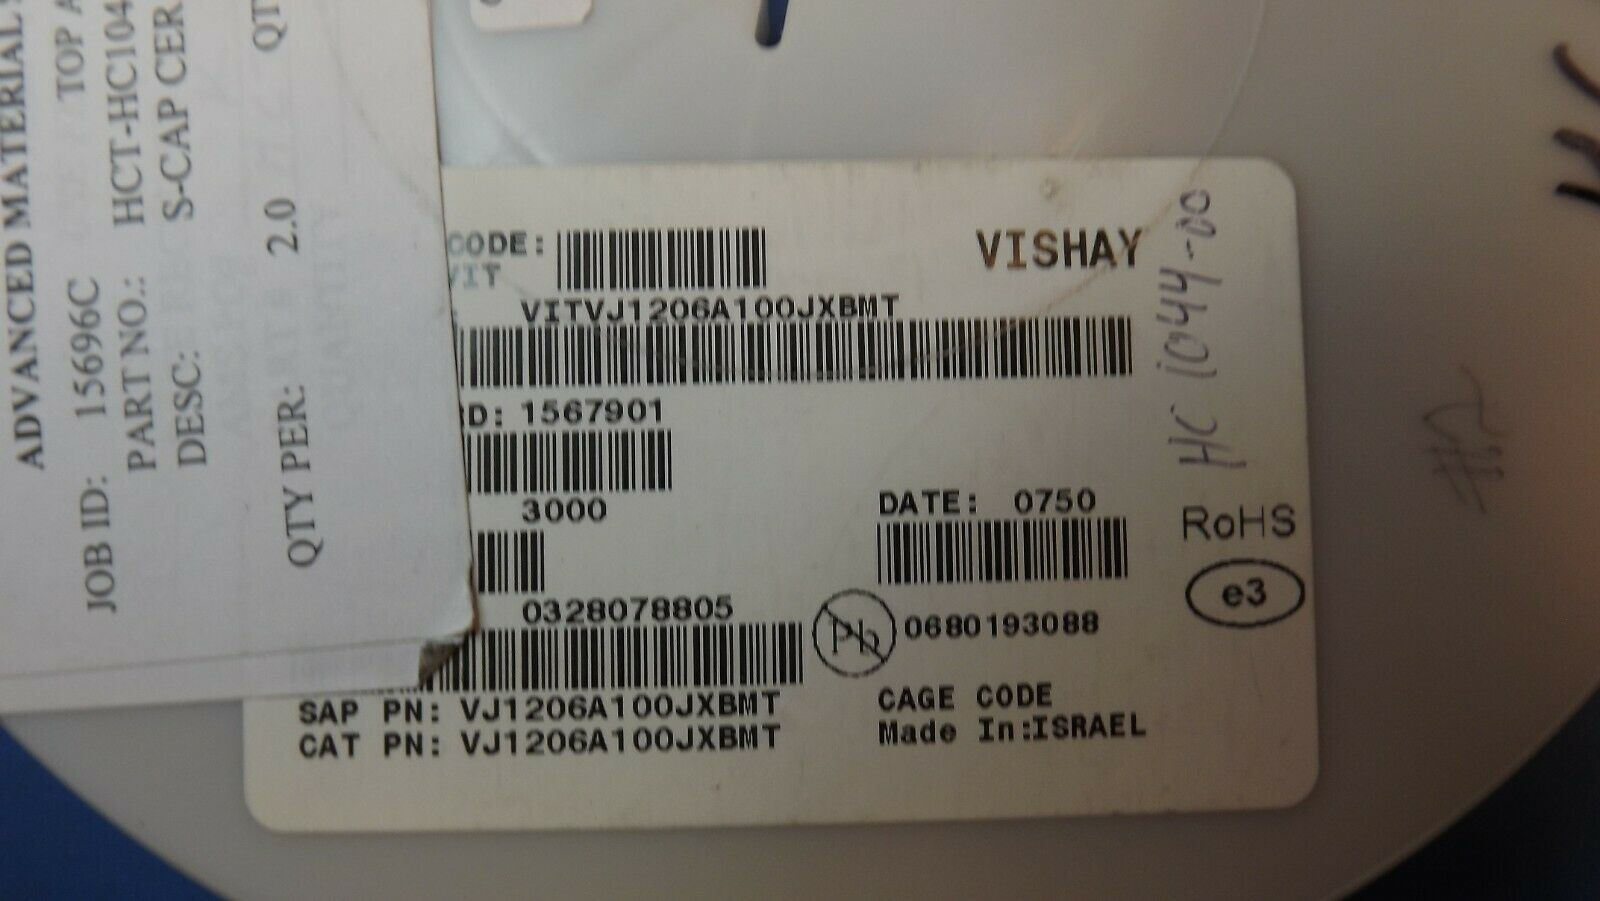 ADVANCED MATERIAL
TOP A
JOB ID: 15696C
PART NO.: HCT-HC104
DESC: S-CAP CER
QTY PER: 2.0 QT
CODE:
VIT
VISHAY
VITVJ1206A100JXBMT
D: 1567901
3000
DATE: 0750
0328078805
Pb
0680193088
SAP PN: VJ1206A100JXBMT
CAT PN: VJ1206A100JXBMT
CAGE CODE
Made In:ISRAEL
HC 1044-00
RoHS
e3